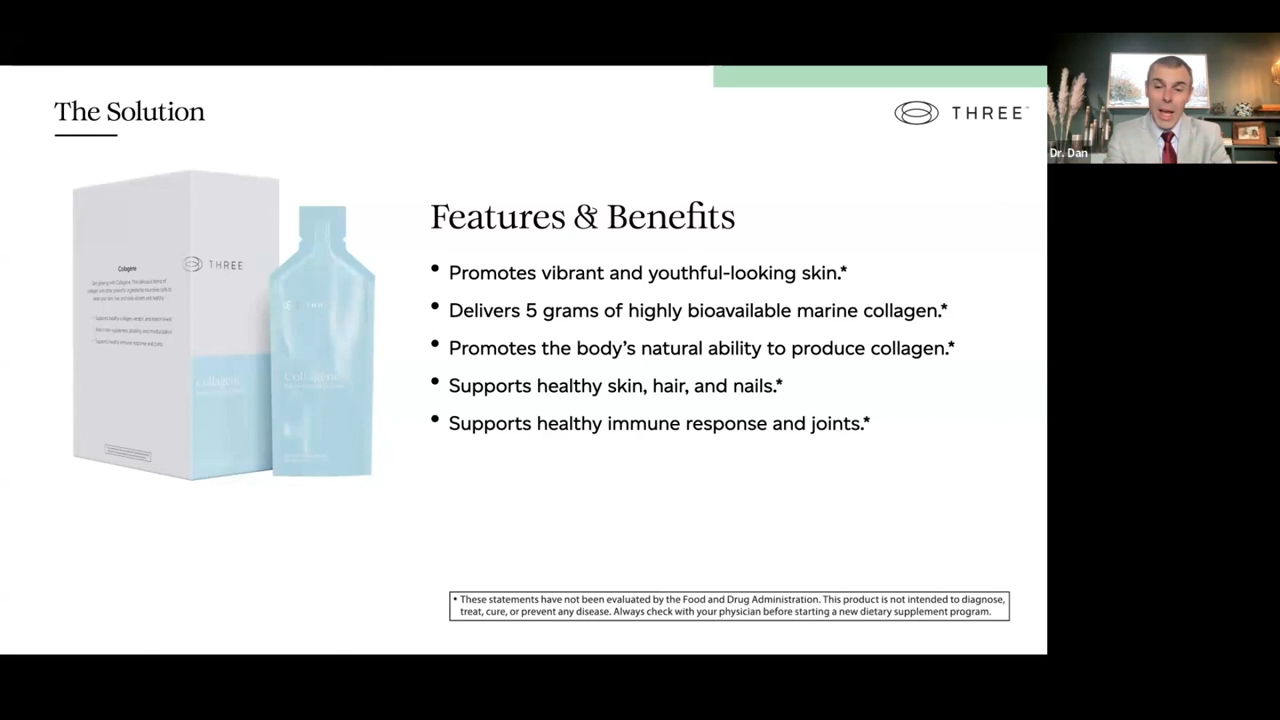 The Solution
THREE™
Dr. Dan
Features & Benefits
• Promotes vibrant and youthful-looking skin.*
• Delivers 5 grams of highly bioavailable marine collagen.*
• Promotes the body’s natural ability to produce collagen.*
• Supports healthy skin, hair, and nails.*
• Supports healthy immune response and joints.*
THREE
Collagène
THREE
Collagène
* These statements have not been evaluated by the Food and Drug Administration. This product is not intended to diagnose,
treat, cure, or prevent any disease. Always check with your physician before starting a new dietary supplement program.